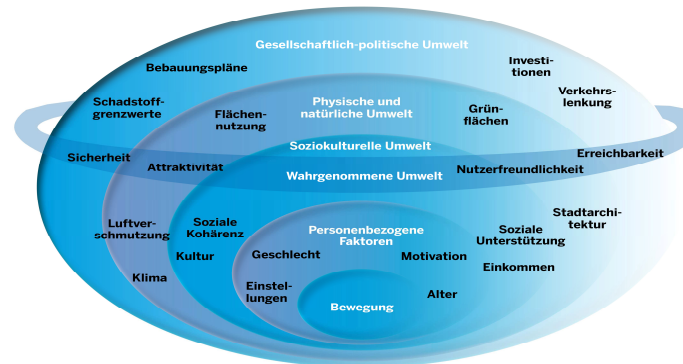 Gesellschaftlich-politische Umwelt
Bebauungspläne
Investi-
tionen
Verkehrs-
lenkung
Schadstoff-
grenzwerte
Physische und
natürliche Umwelt
Flächen-
nutzung
Grün-
flächen
Soziokulturelle Umwelt
Sicherheit
Attraktivität
Wahrgenommene Umwelt
Nutzerfreundlichkeit
Erreichbarkeit
Luftver-
schmutzung
Soziale
Kohärenz
Personenbezogene
Faktoren
Soziale
Unterstützung
Stadtarchi-
tektur
Kultur
Geschlecht
Motivation
Einkommen
Klima
Einstel-
lungen
Alter
Bewegung